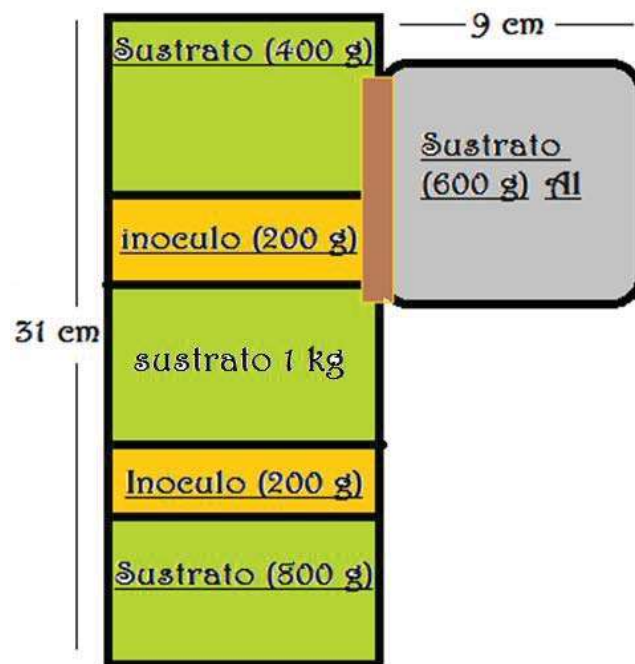 9 cm
Sustrato (400 g)
Sustrato
(600 g) Al
inoculo (200 g)
31 cm
sustrato 1 kg
Inoculo (200 g)
Sustrato (800 g)